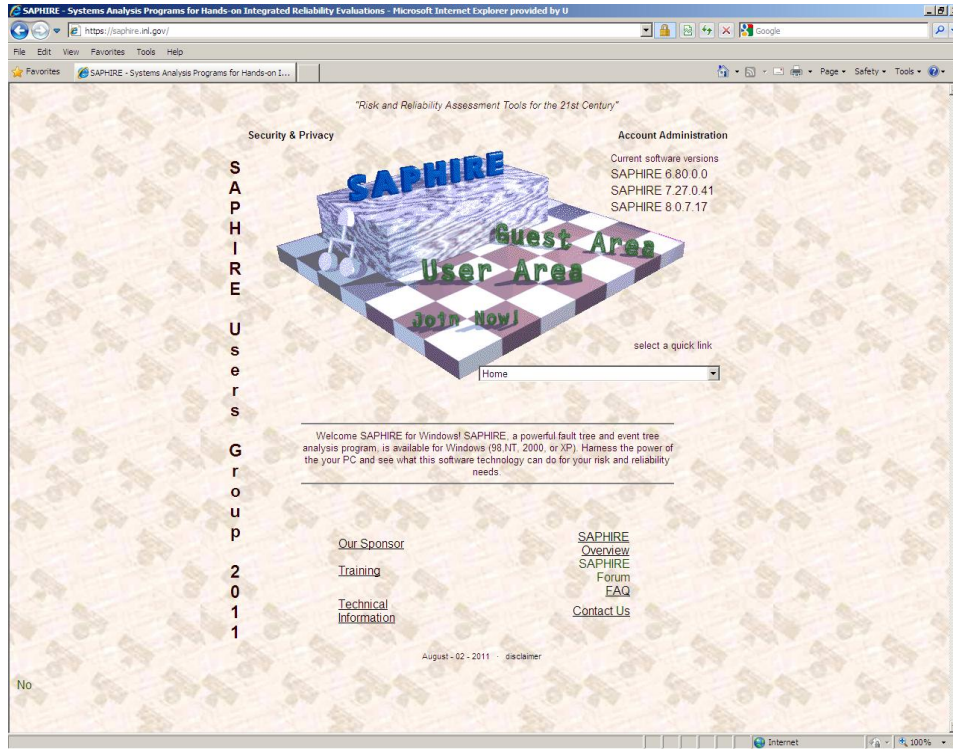 SAPHIRE - Systems Analysis Programs for Hands-on Integrated Reliability Evaluations - Microsoft Internet Explorer provided by U
https://saphire.inl.gov/
Google
File Edit View Favorites Tools Help
Favorites
SAPHIRE - Systems Analysis Programs for Hands-on I...
Page Safety Tools
"Risk and Reliability Assessment Tools for the 21st Century"
Security & Privacy
Account Administration
Current software versions
SAPHIRE 6.80.0.0
SAPHIRE 7.27.0.41
SAPHIRE 8.0.7.17
SAPHIRE Users Group 2011
SAPHIRE
Guest Area
User Area
Join Now!
select a quick link
Home
Welcome SAPHIRE for Windows! SAPHIRE, a powerful fault tree and event tree
analysis program, is available for Windows (98,NT, 2000, or XP). Harness the power of
the your PC and see what this software technology can do for your risk and reliability
needs.
Our Sponsor
Training
Technical
Information
SAPHIRE
Overview
SAPHIRE
Forum
FAQ
Contact Us
August - 02 - 2011 · disclaimer
No
Internet
100%